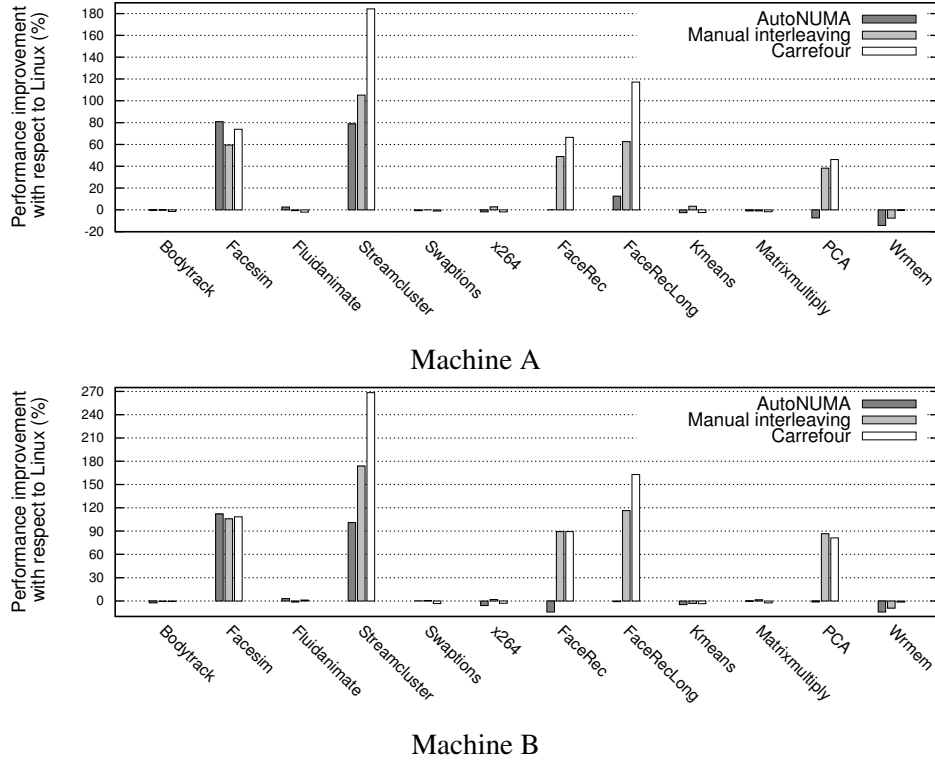 Performance improvement
with respect to Linux (%)
180
160
140
120
100
80
60
40
20
0
-20
AutoNUMA
Manual interleaving
Carrefour
Bodytrack
Facesim
Fluidanimate
Streamcluster
Swaptions
x264
FaceRec
FaceRecLong
Kmeans
Matrixmultiply
PCA
Wrmem
Machine A
Performance improvement
with respect to Linux (%)
270
240
210
180
150
120
90
60
30
0
AutoNUMA
Manual interleaving
Carrefour
Bodytrack
Facesim
Fluidanimate
Streamcluster
Swaptions
x264
FaceRec
FaceRecLong
Kmeans
Matrixmultiply
PCA
Wrmem
Machine B